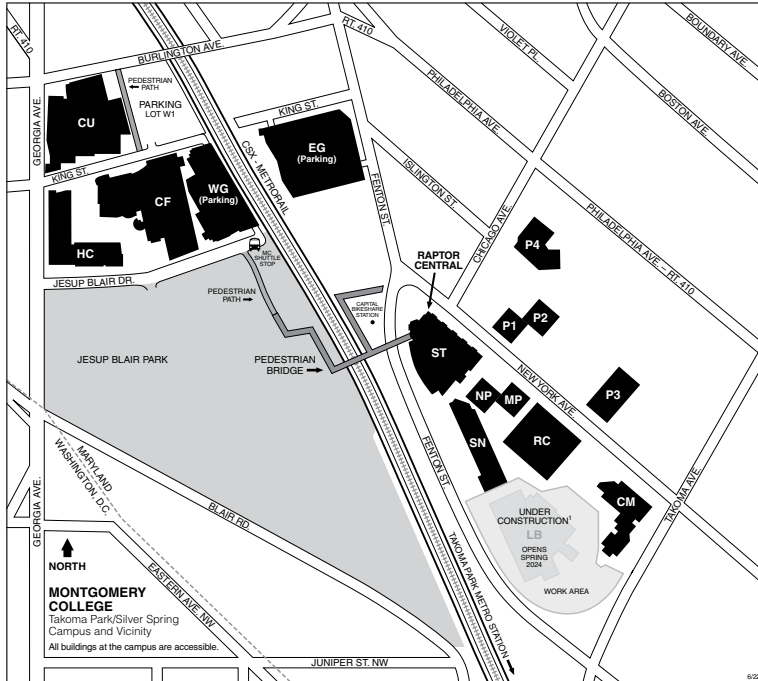 RT. 410
BURLINGTON AVE.
RT. 410
VIOLET PL.
BOUNDARY AVE.
PHILADELPHIA AVE.
BOSTON AVE.
PEDESTRIAN
PATH
PARKING
LOT W1
CU
GEORGIA AVE.
KING ST.
EG
(Parking)
CSX - METRORAIL
KING ST.
WG
(Parking)
CF
HC
FENTON ST.
ISLINGTON ST.
CHICAGO AVE.
PHILADELPHIA AVE. – RT. 410
P4
MC
SHUTTLE
STOP
RAPTOR
CENTRAL
JESUP BLAIR DR.
PEDESTRIAN
PATH
CAPITAL
BIKESHARE
STATION
P1
P2
ST
JESUP BLAIR PARK
PEDESTRIAN
BRIDGE
NEW YORK AVE.
P3
NP
MP
SN
RC
FENTON ST.
MARYLAND
WASHINGTON, D.C.
CM
TAKOMA AVE.
GEORGIA AVE.
BLAIR RD.
UNDER
CONSTRUCTION¹
LB
OPENS
SPRING
2024
WORK AREA
TAKOMA PARK METRO STATION
NORTH
EASTERN AVE. NW
MONTGOMERY
COLLEGE
Takoma Park/Silver Spring
Campus and Vicinity
All buildings at the campus are accessible.
JUNIPER ST. NW